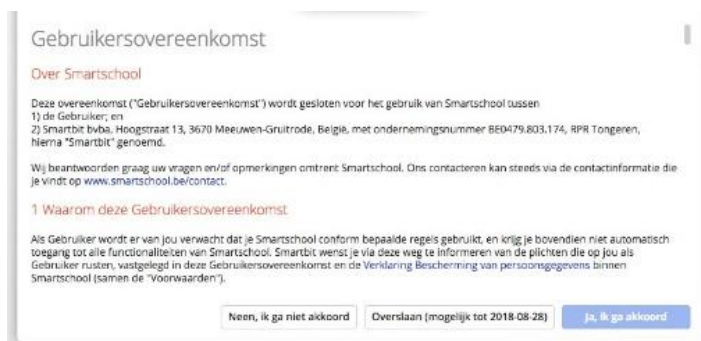 Gebruikersovereenkomst
Over Smartschool
Deze overeenkomst ("Gebruikersovereenkomst") wordt gesloten voor het gebruik van Smartschool tussen
1) de Gebruiker; en
2) Smartbit bvba, Hoogstraat 13, 3670 Meeuwen-Gruitrode, België, met ondernemingsnummer BE0479.803.174, RPR Tongeren,
hierna "Smartbit" genoemd.
Wij beantwoorden graag uw vragen en/of opmerkingen omtrent Smartschool. Ons contacteren kan steeds via de contactinformatie die
je vindt op www.smartschool.be/contact.
1 Waarom deze Gebruikersovereenkomst
Als Gebruiker wordt er van jou verwacht dat je Smartschool conform bepaalde regels gebruikt, en krijg je bovendien niet automatisch
toegang tot alle functionaliteiten van Smartschool. Smartbit wenst je via deze weg te informeren van de plichten die op jou als
Gebruiker rusten, vastgelegd in deze Gebruikersovereenkomst en de Verklaring Bescherming van persoonsgegevens binnen
Smartschool (samen de "Voorwaarden").
Neen, ik ga niet akkoord Overslaan (mogelijk tot 2018-08-28) Ja, ik ga akkoord